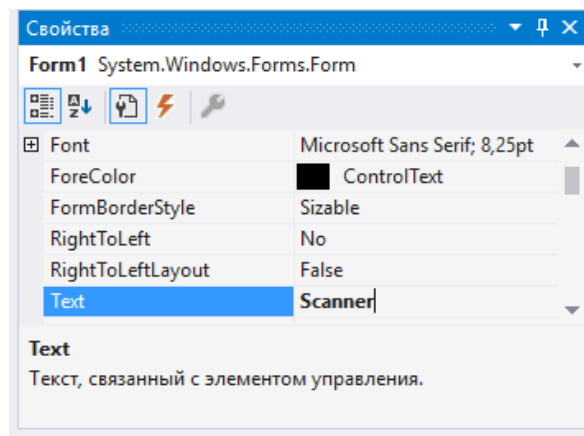 Свойства
Form1 System.Windows.Forms.Form
Font Microsoft Sans Serif; 8,25pt
ForeColor ControlText
FormBorderStyle Sizable
RightToLeft No
RightToLeftLayout False
Text Scanner
Text
Текст, связанный с элементом управления.